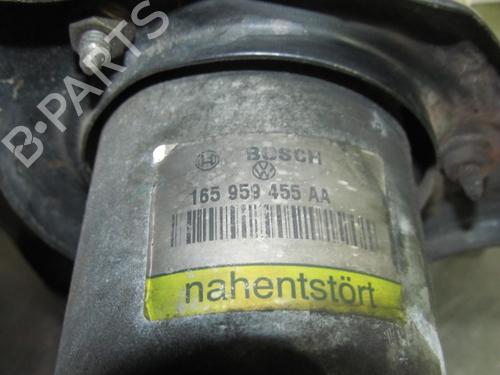 B-PARTS
BOSCH
165 959 455 AA
nahentstört